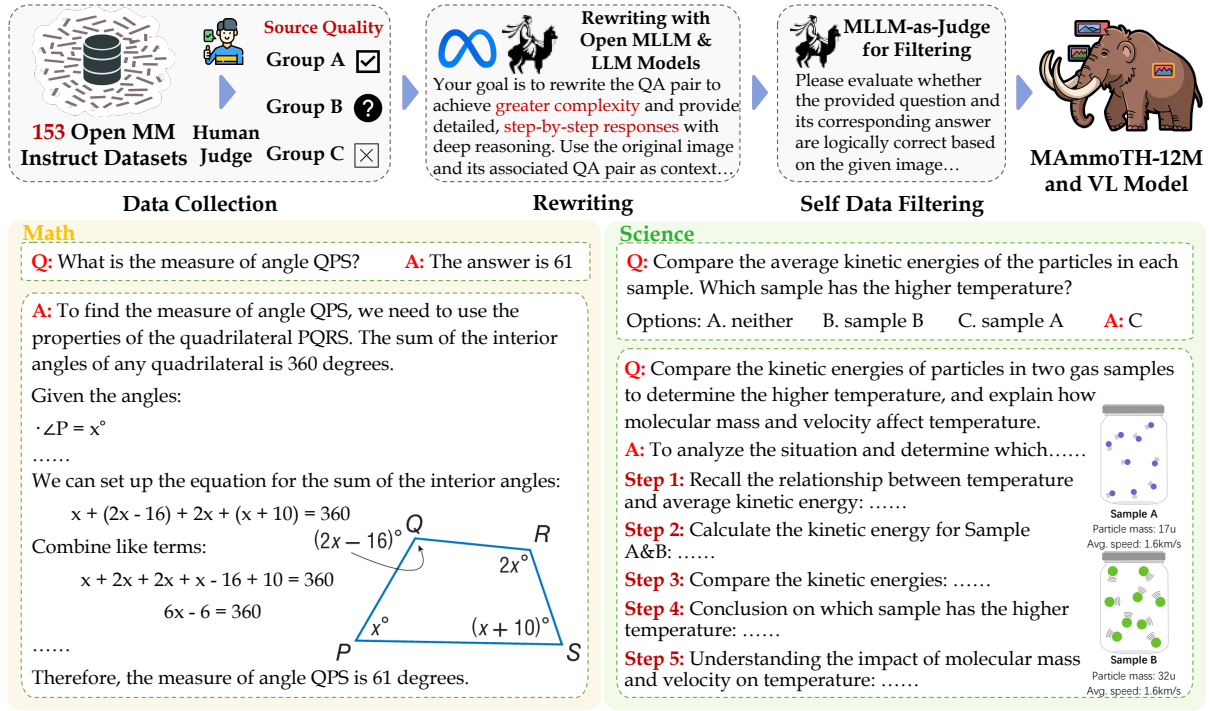 153 Open MM
Instruct Datasets
Human
Judge
Source Quality
Group A
Group B ?
Group C
Data Collection
Rewriting with
Open MLLM &
LLM Models
Your goal is to rewrite the QA pair to
achieve greater complexity and provide
detailed, step-by-step responses with
deep reasoning. Use the original image
and its associated QA pair as context…
Rewriting
MLLM-as-Judge
for Filtering
Please evaluate whether
the provided question and
its corresponding answer
are logically correct based
on the given image…
Self Data Filtering
MAmmoTH-12M
and VL Model
Math
Q: What is the measure of angle QPS? A: The answer is 61
A: To find the measure of angle QPS, we need to use the
properties of the quadrilateral PQRS. The sum of the interior
angles of any quadrilateral is 360 degrees.
Given the angles:
·∠P = x°
……
We can set up the equation for the sum of the interior angles:
x + (2x - 16) + 2x + (x + 10) = 360
Combine like terms:
x + 2x + 2x + x - 16 + 10 = 360
6x - 6 = 360
……
Therefore, the measure of angle QPS is 61 degrees.
Q
(2x – 16)°
R
2x°
x°
(x + 10)°
P
S
Science
Q: Compare the average kinetic energies of the particles in each
sample. Which sample has the higher temperature?
Options: A. neither B. sample B C. sample A A: C
Q: Compare the kinetic energies of particles in two gas samples
to determine the higher temperature, and explain how
molecular mass and velocity affect temperature.
A: To analyze the situation and determine which……
Step 1: Recall the relationship between temperature
and average kinetic energy: ……
Step 2: Calculate the kinetic energy for Sample
A&B: ……
Step 3: Compare the kinetic energies: ……
Step 4: Conclusion on which sample has the higher
temperature: ……
Step 5: Understanding the impact of molecular mass
and velocity on temperature: ……
Sample A
Particle mass: 17u
Avg. speed: 1.6km/s
Sample B
Particle mass: 32u
Avg. speed: 1.6km/s